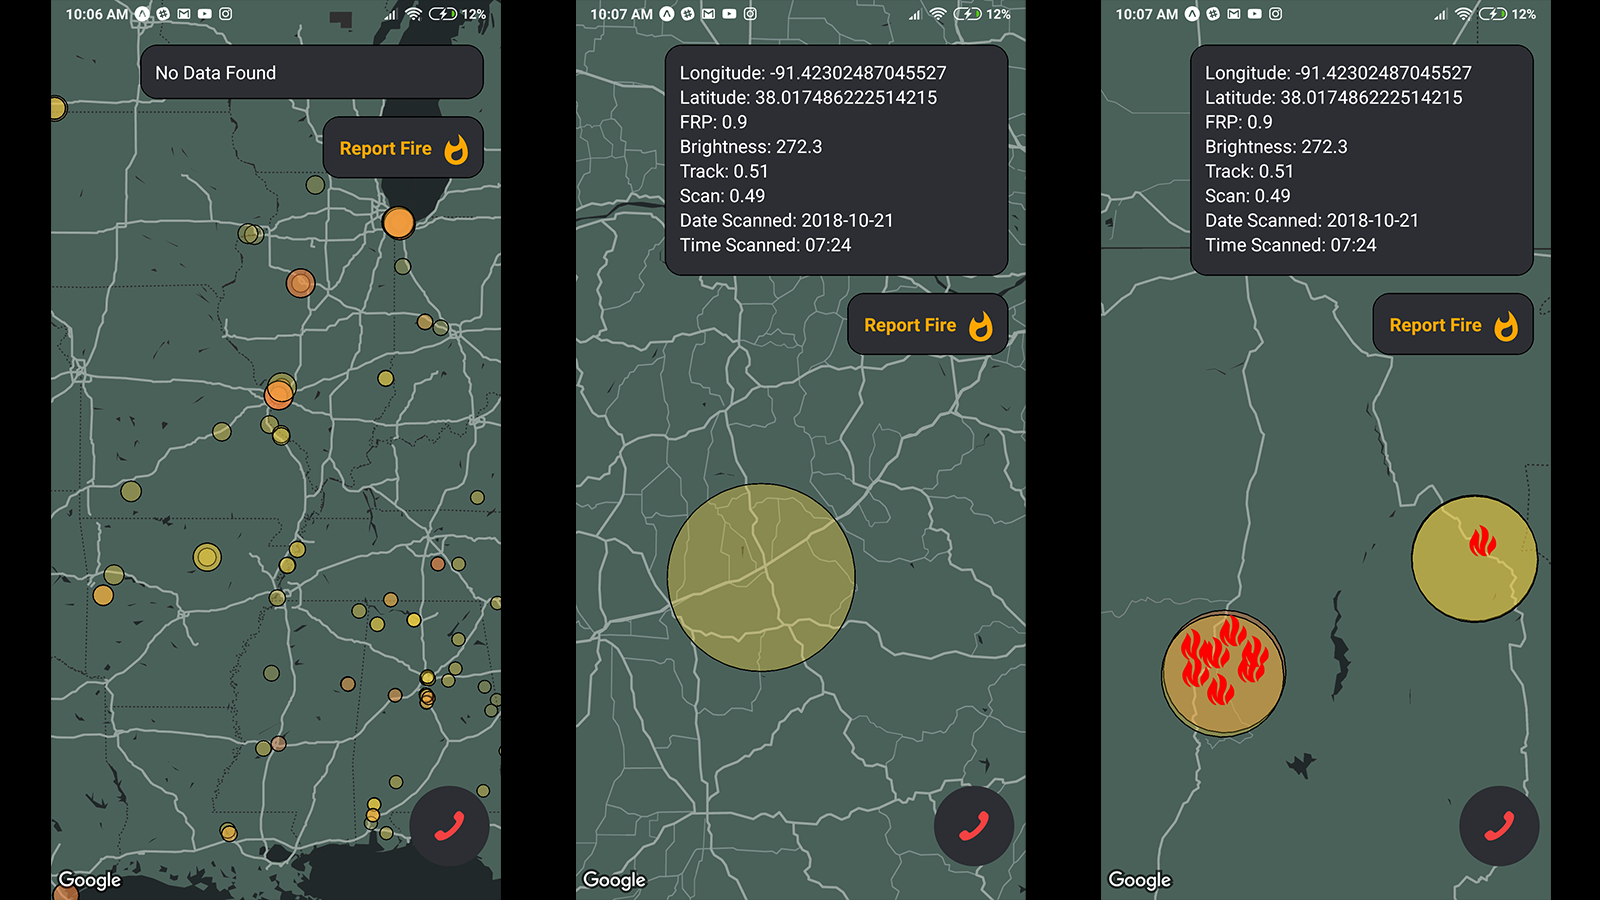 10:06 AM
12%
No Data Found
Report Fire
Google
10:07 AM
12%
Longitude: -91.42302487045527
Latitude: 38.017486222514215
FRP: 0.9
Brightness: 272.3
Track: 0.51
Scan: 0.49
Date Scanned: 2018-10-21
Time Scanned: 07:24
Report Fire
Google
10:07 AM
12%
Longitude: -91.42302487045527
Latitude: 38.017486222514215
FRP: 0.9
Brightness: 272.3
Track: 0.51
Scan: 0.49
Date Scanned: 2018-10-21
Time Scanned: 07:24
Report Fire
Google